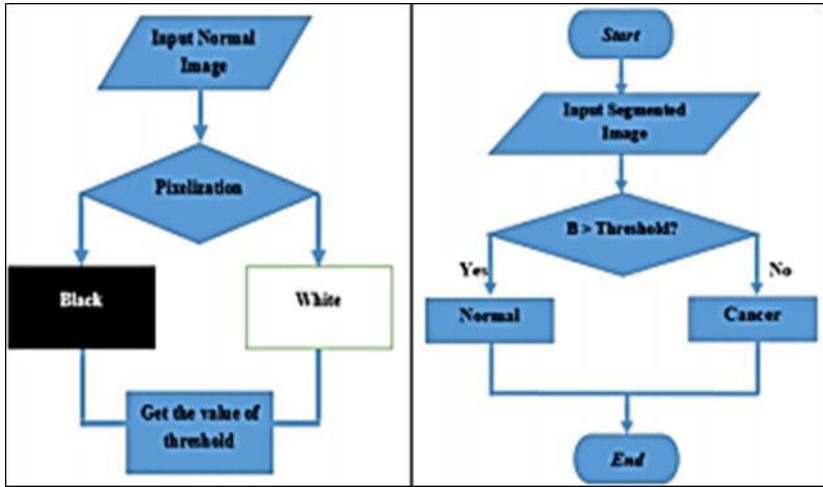 Input Normal
Image
Pixelization
Black
White
Get the value of
threshold
Start
Input Segmented
Image
B > Threshold?
Yes
No
Normal
Cancer
End